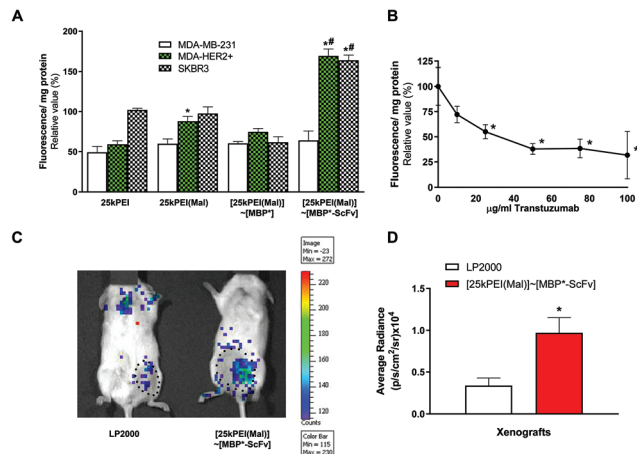 A
Fluorescence/ mg protein
Relative value (%)
200
150
100
50
0
MDA-MB-231
MDA-HER2+
SKBR3
*
*#
*#
25kPEI
25kPEI(Mal)
[25kPEI(Mal)]
~[MBP*]
[25kPEI(Mal)]
~[MBP*-ScFv]
B
Fluorescence/ mg protein
Relative value (%)
125
100
75
50
25
0
*
*
*
*
0
20
40
60
80
100
µg/ml Transtuzumab
C
Image
Min = -23
Max = 272
220
200
180
160
140
120
Counts
Color Bar
Min = 115
Max = 230
LP2000
[25kPEI(Mal)]
~[MBP*-ScFv]
D
LP2000
[25kPEI(Mal)]~[MBP*-ScFv]
Average Radiance
(p/s/cm²/sr)x10⁴
1.5
1.0
0.5
0.0
*
Xenografts